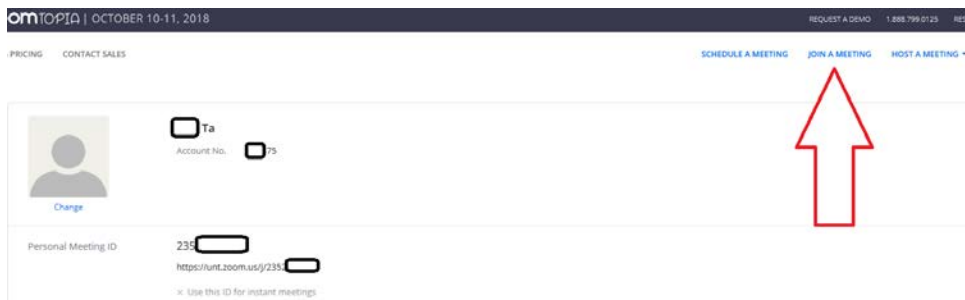 omTOPIA | OCTOBER 10-11, 2018 REQUEST A DEMO 1.888.799.0125 RES
PRICING CONTACT SALES SCHEDULE A MEETING JOIN A MEETING HOST A MEETING
Ta
Account No. 75
Change
Personal Meeting ID 235
https://unt.zoom.us/j/2352
× Use this ID for instant meetings